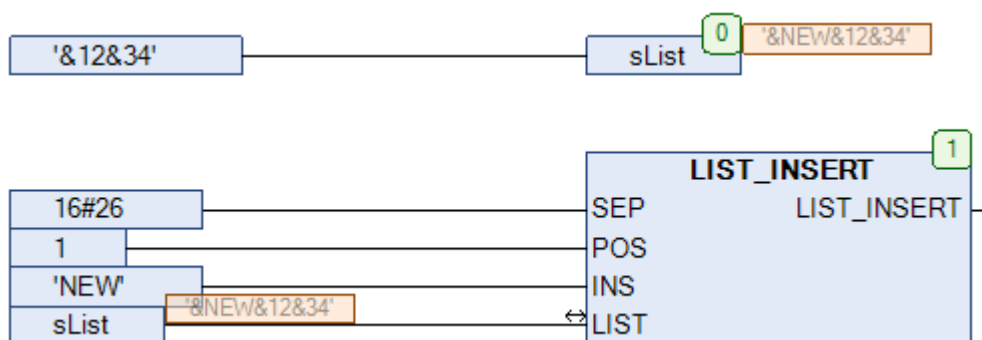 '&12&34'
sList
0
'&NEW&12&34'
1
LIST_INSERT
16#26
SEP
LIST_INSERT
1
POS
'NEW'
INS
sList
'&NEW&12&34'
LIST